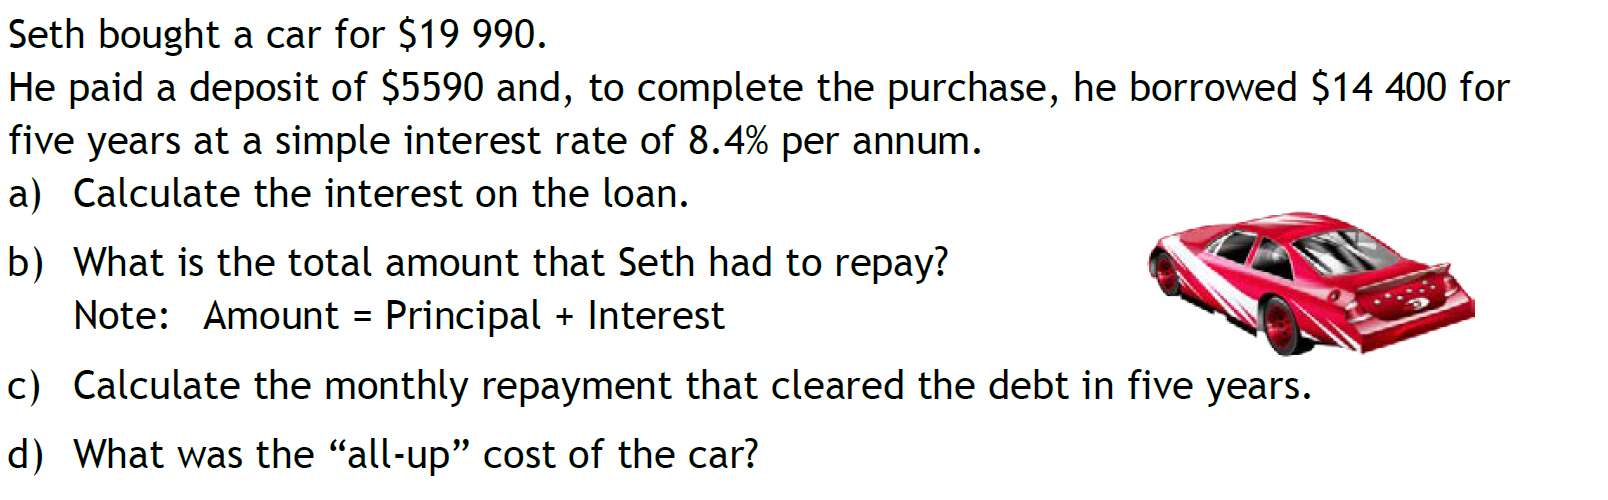 Seth bought a car for $19 990.
He paid a deposit of $5590 and, to complete the purchase, he borrowed $14 400 for
five years at a simple interest rate of 8.4% per annum.
a) Calculate the interest on the loan.
b) What is the total amount that Seth had to repay?
Note: Amount = Principal + Interest
c) Calculate the monthly repayment that cleared the debt in five years.
d) What was the “all-up” cost of the car?